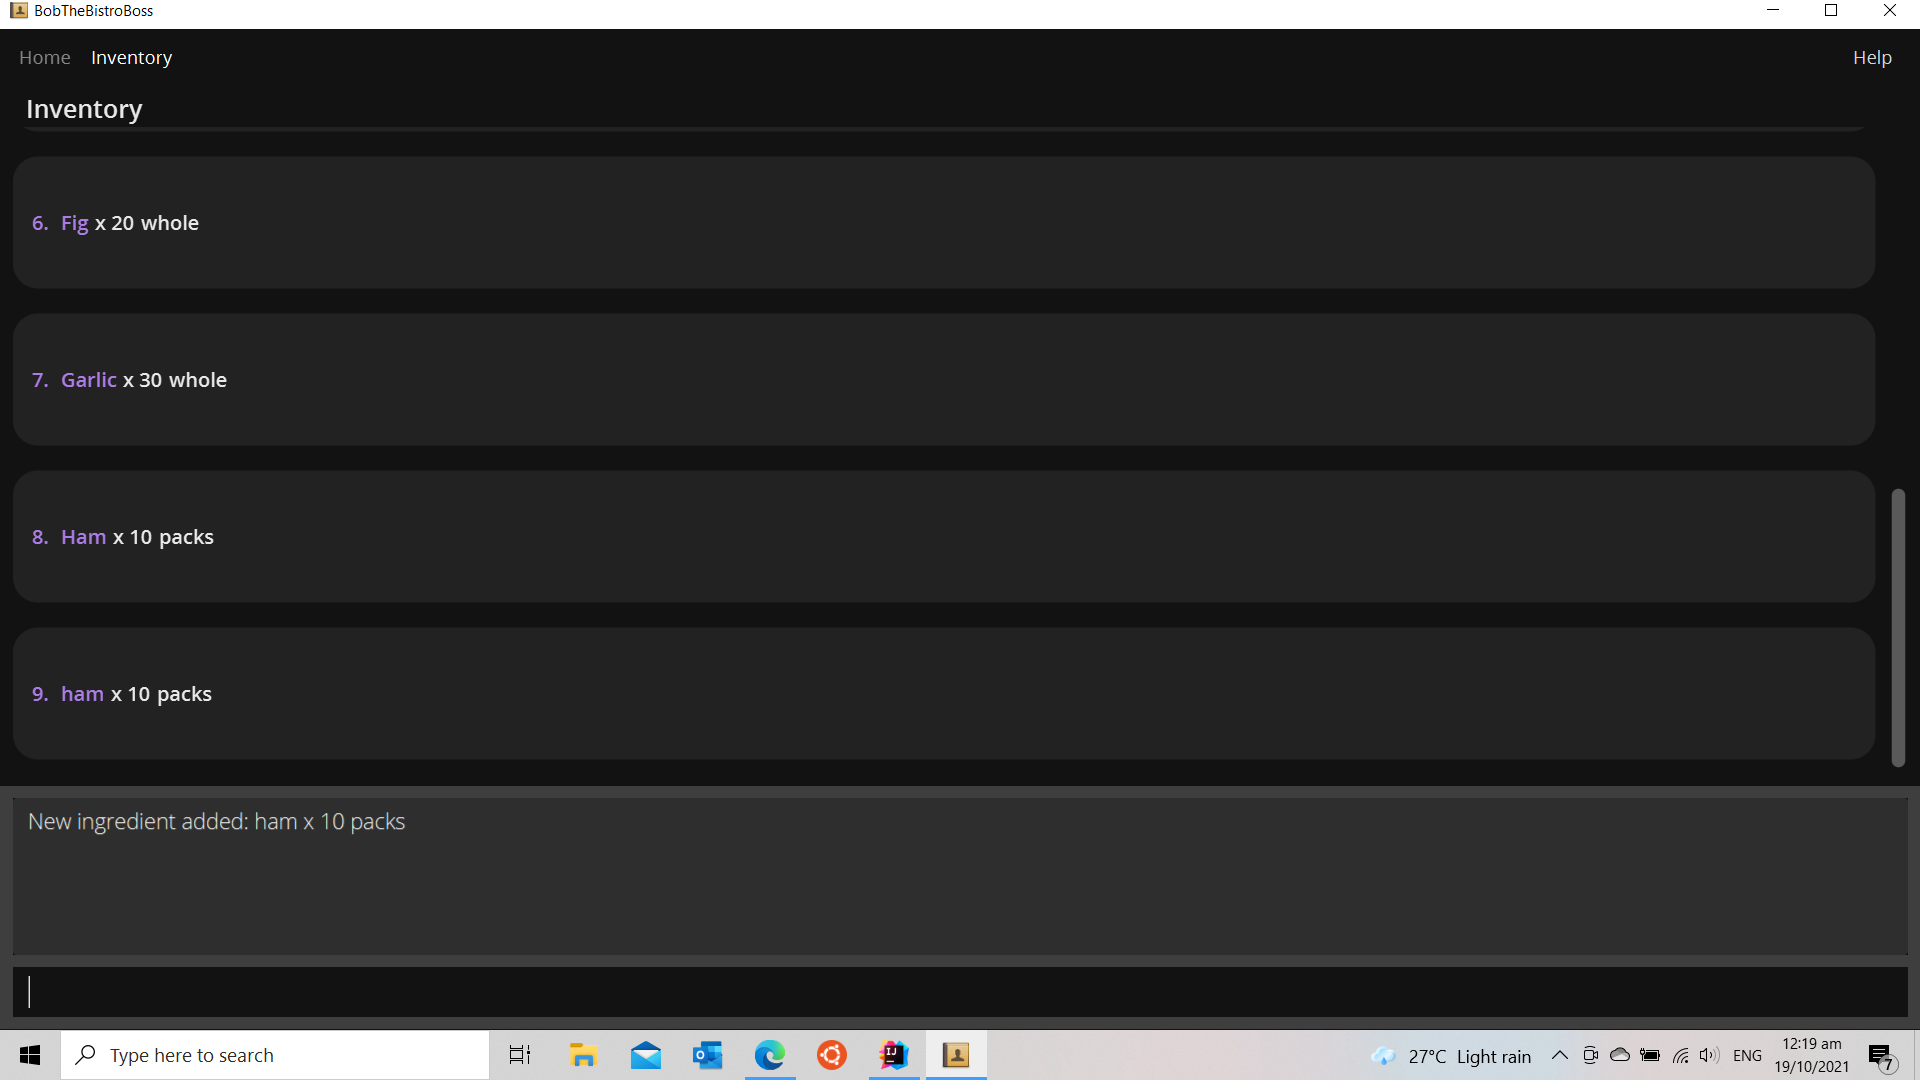 BobTheBistroBoss
Home Inventory Help
Inventory
6. Fig x 20 whole
7. Garlic x 30 whole
8. Ham x 10 packs
9. ham x 10 packs
New ingredient added: ham x 10 packs
Type here to search
27°C Light rain
ENG
12:19 am
19/10/2021
7